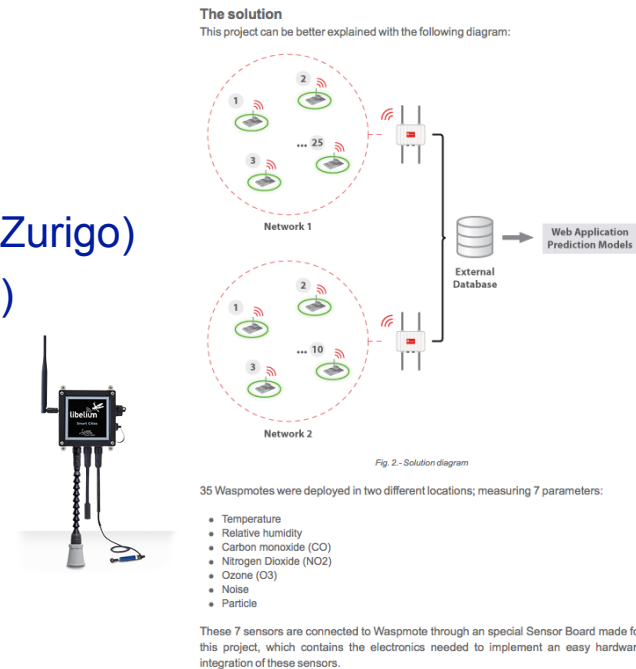 The solution
This project can be better explained with the following diagram:
1
2
3
... 25
Network 1
Zurigo)
)
External
Database
Web Application
Prediction Models
1
2
3
... 10
Network 2
libelium
Smart Cities
Fig. 2.- Solution diagram
35 Waspmotes were deployed in two different locations; measuring 7 parameters:
Temperature
Relative humidity
Carbon monoxide (CO)
Nitrogen Dioxide (NO2)
Ozone (O3)
Noise
Particle
These 7 sensors are connected to Waspmote through an special Sensor Board made fo
this project, which contains the electronics needed to implement an easy hardwar
integration of these sensors.